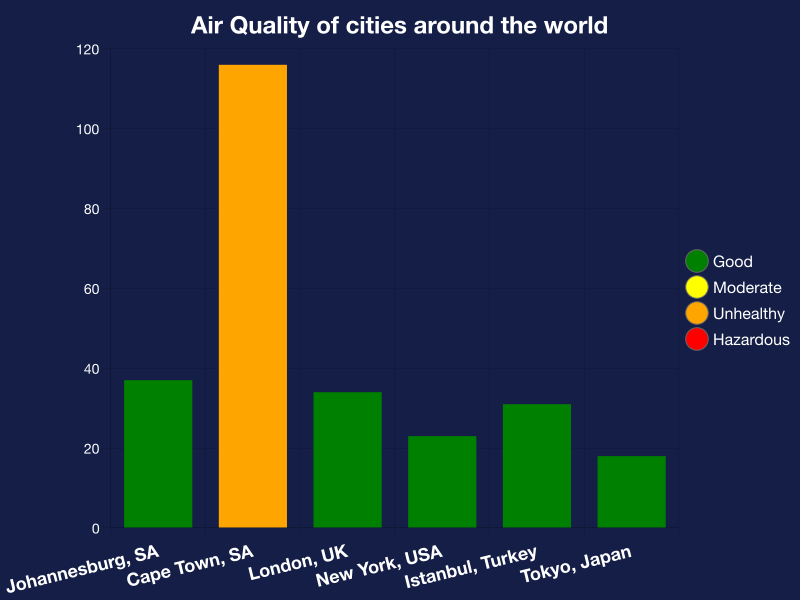 Air Quality of cities around the world
120
100
80
60
40
20
0
Johannesburg, SA
Cape Town, SA
London, UK
New York, USA
Istanbul, Turkey
Tokyo, Japan
Good
Moderate
Unhealthy
Hazardous